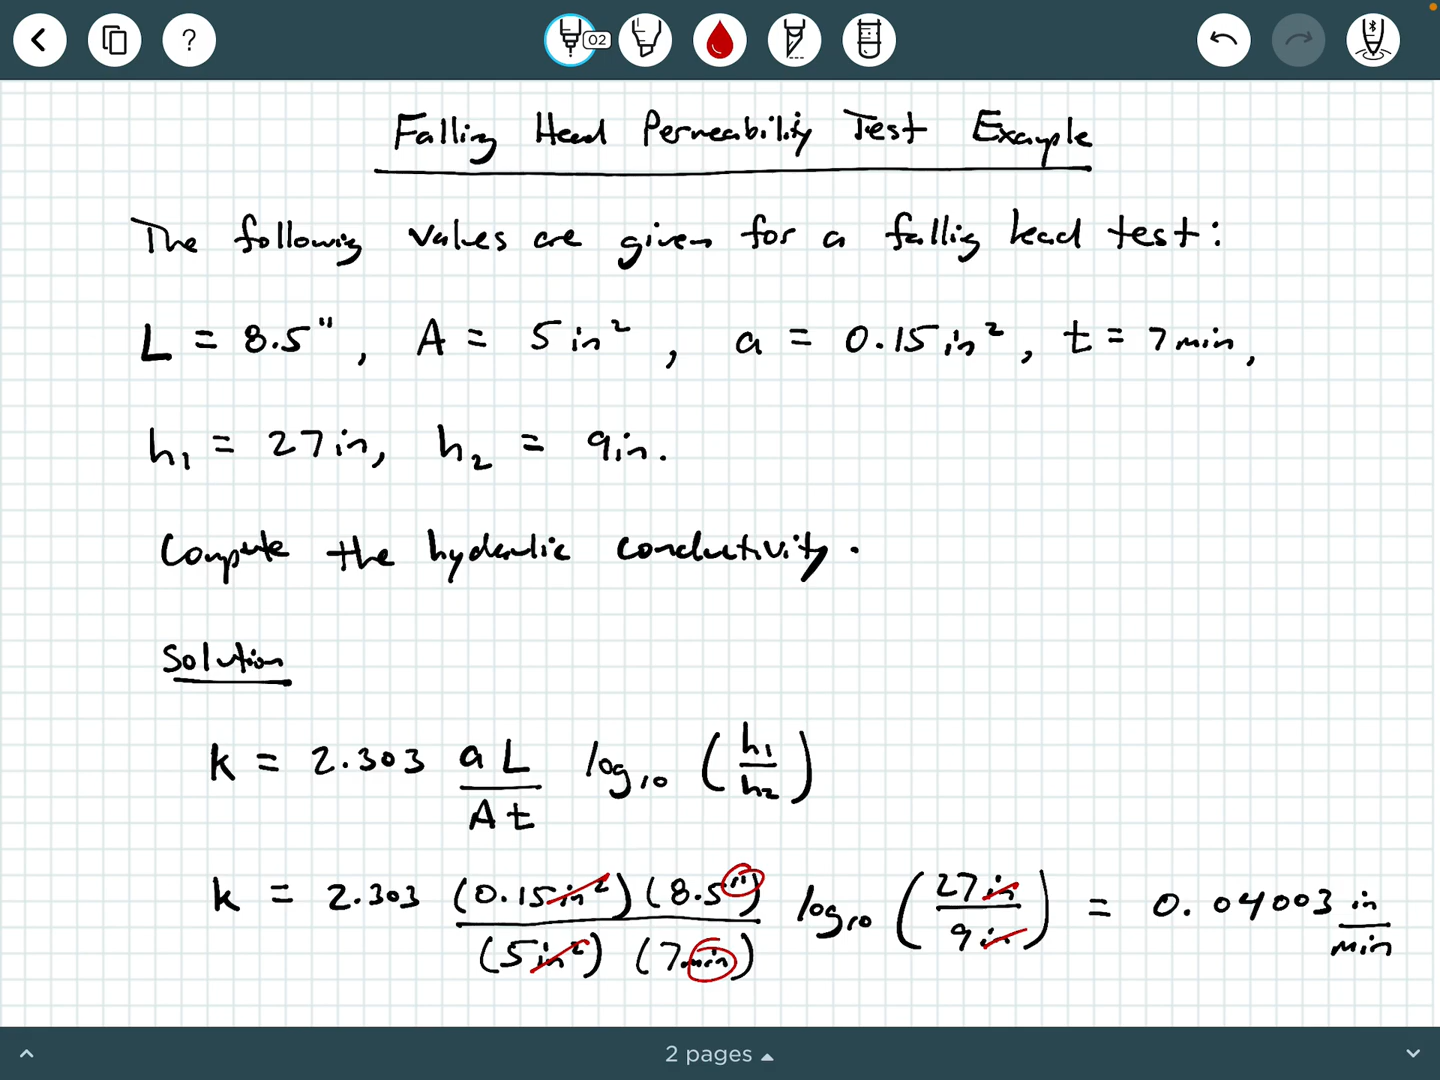 02
?
Falling Head Permeability Test Example
The following values are given for a falling head test:
L = 8.5", A = 5 in², a = 0.15 in², t = 7 min,
h₁ = 27 in, h₂ = 9 in.
Compute the hydraulic conductivity.
Solution
k = 2.303 aL/At log₁₀ (h₁/h₂)
k = 2.303 (0.15 in²)(8.5")/(5 in²)(7 min) log₁₀ (27 in/9 in) = 0.04003 in/min
2 pages